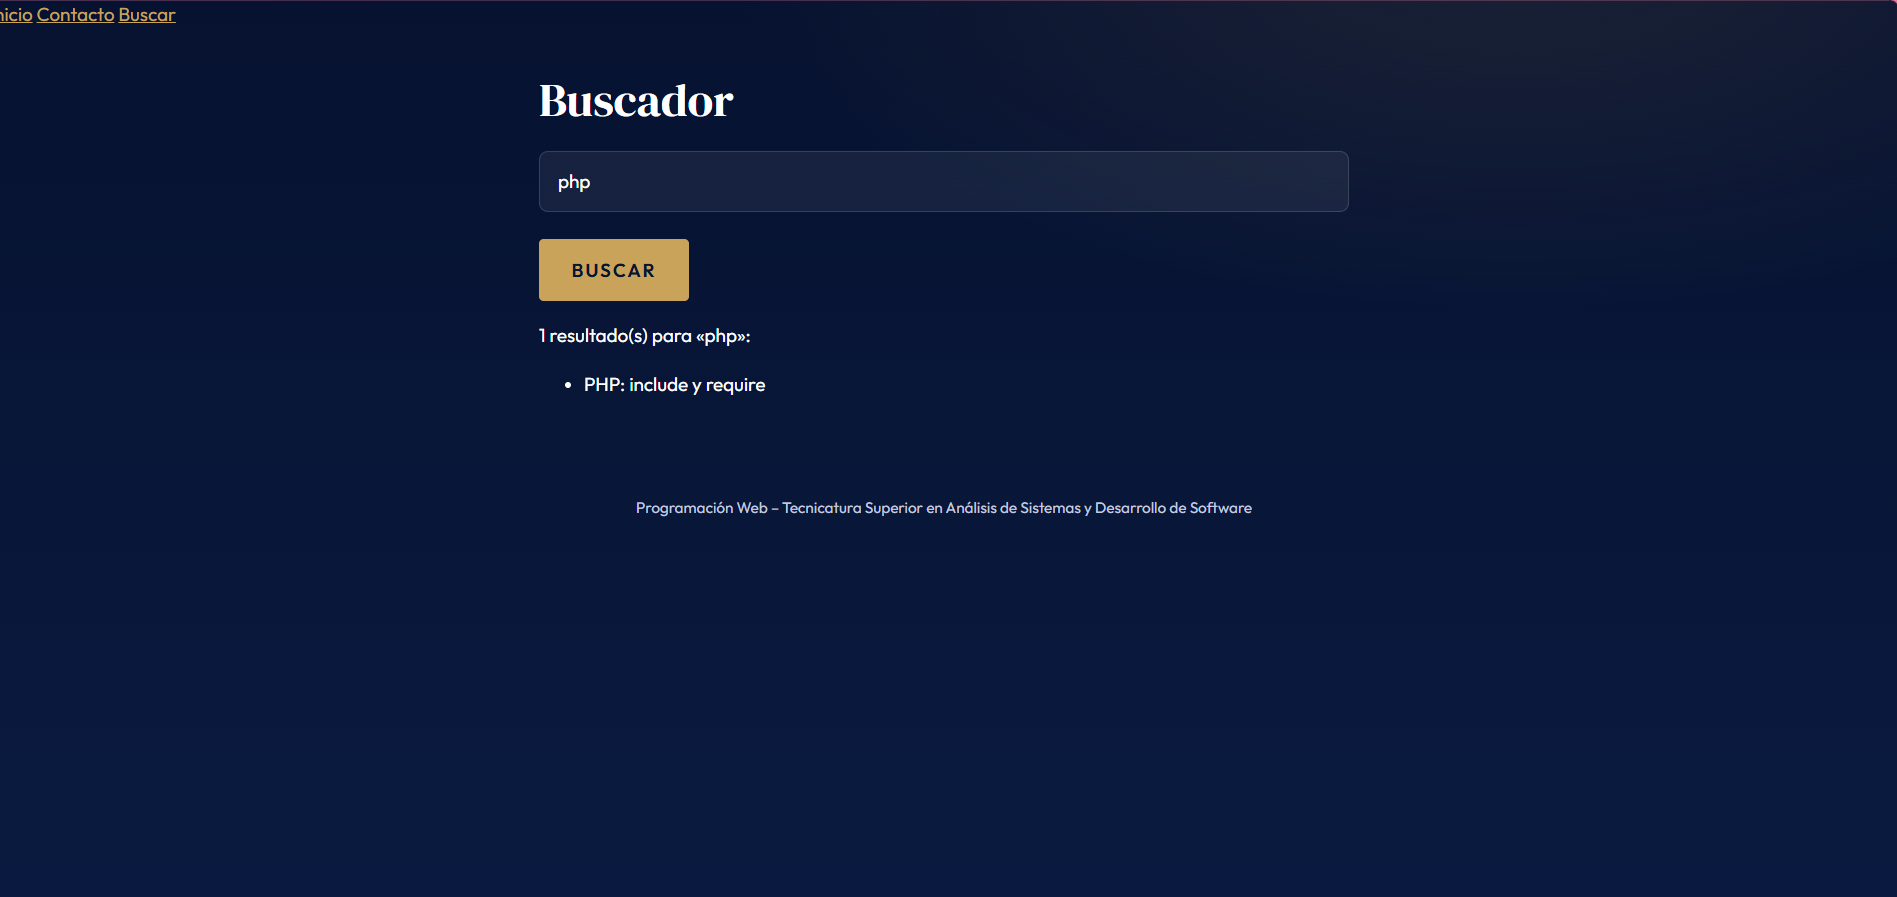 nicio Contacto Buscar
Buscador
php
BUSCAR
1 resultado(s) para «php»:
• PHP: include y require
Programación Web – Tecnicatura Superior en Análisis de Sistemas y Desarrollo de Software